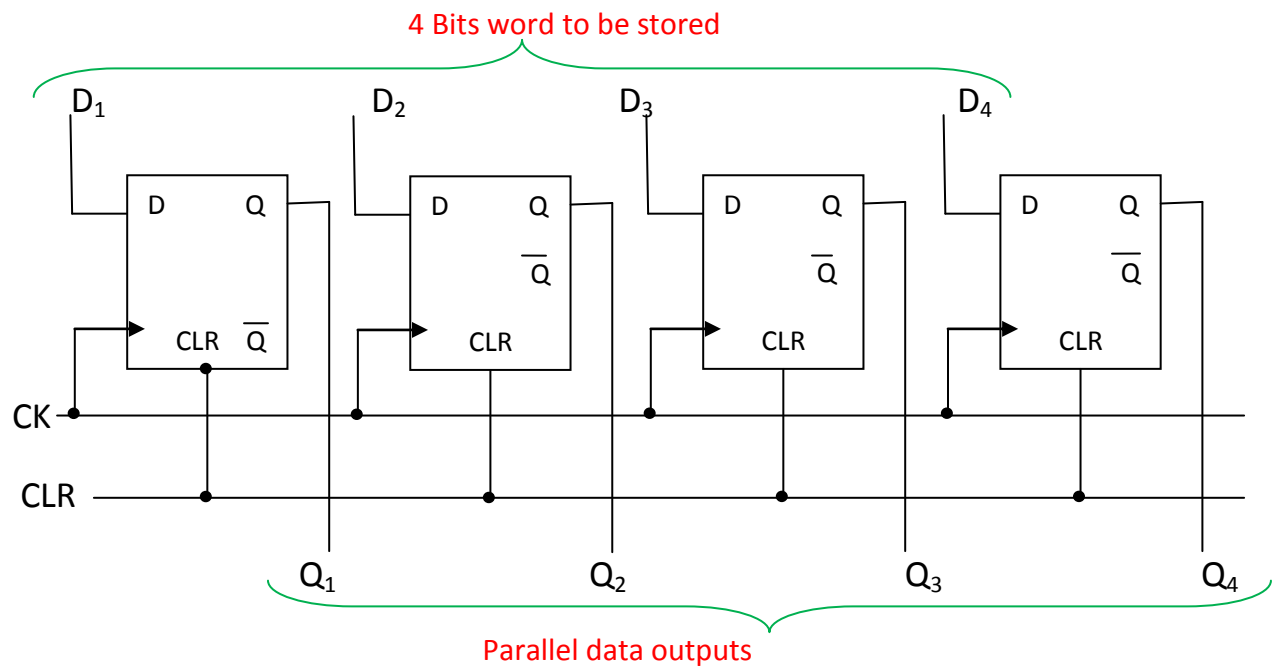 4 Bits word to be stored
D₁ D₂ D₃ D₄
D Q D Q D Q D Q
Q̅ Q̅ Q̅
CLR Q̅ CLR CLR CLR
CK
CLR
Q₁ Q₂ Q₃ Q₄
Parallel data outputs